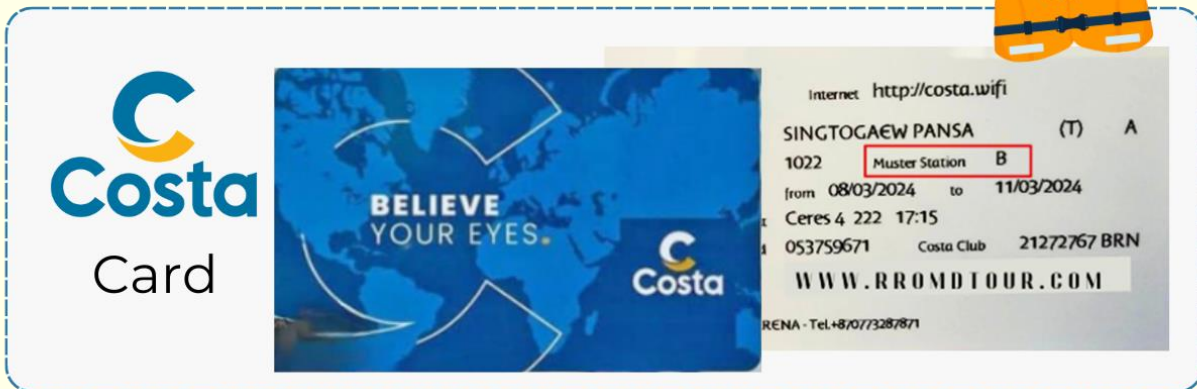 Costa
Card
BELIEVE
YOUR EYES.
Costa
Internet http://costa.wifi
SINGTOGAEW PANSA (T) A
1022 Muster Station B
from 08/03/2024 to 11/03/2024
Ceres 4 222 17:15
053759671 Costa Club 21272767 BRN
WWW.RROMDTOUR.COM
RENA - Tel.+870773287871